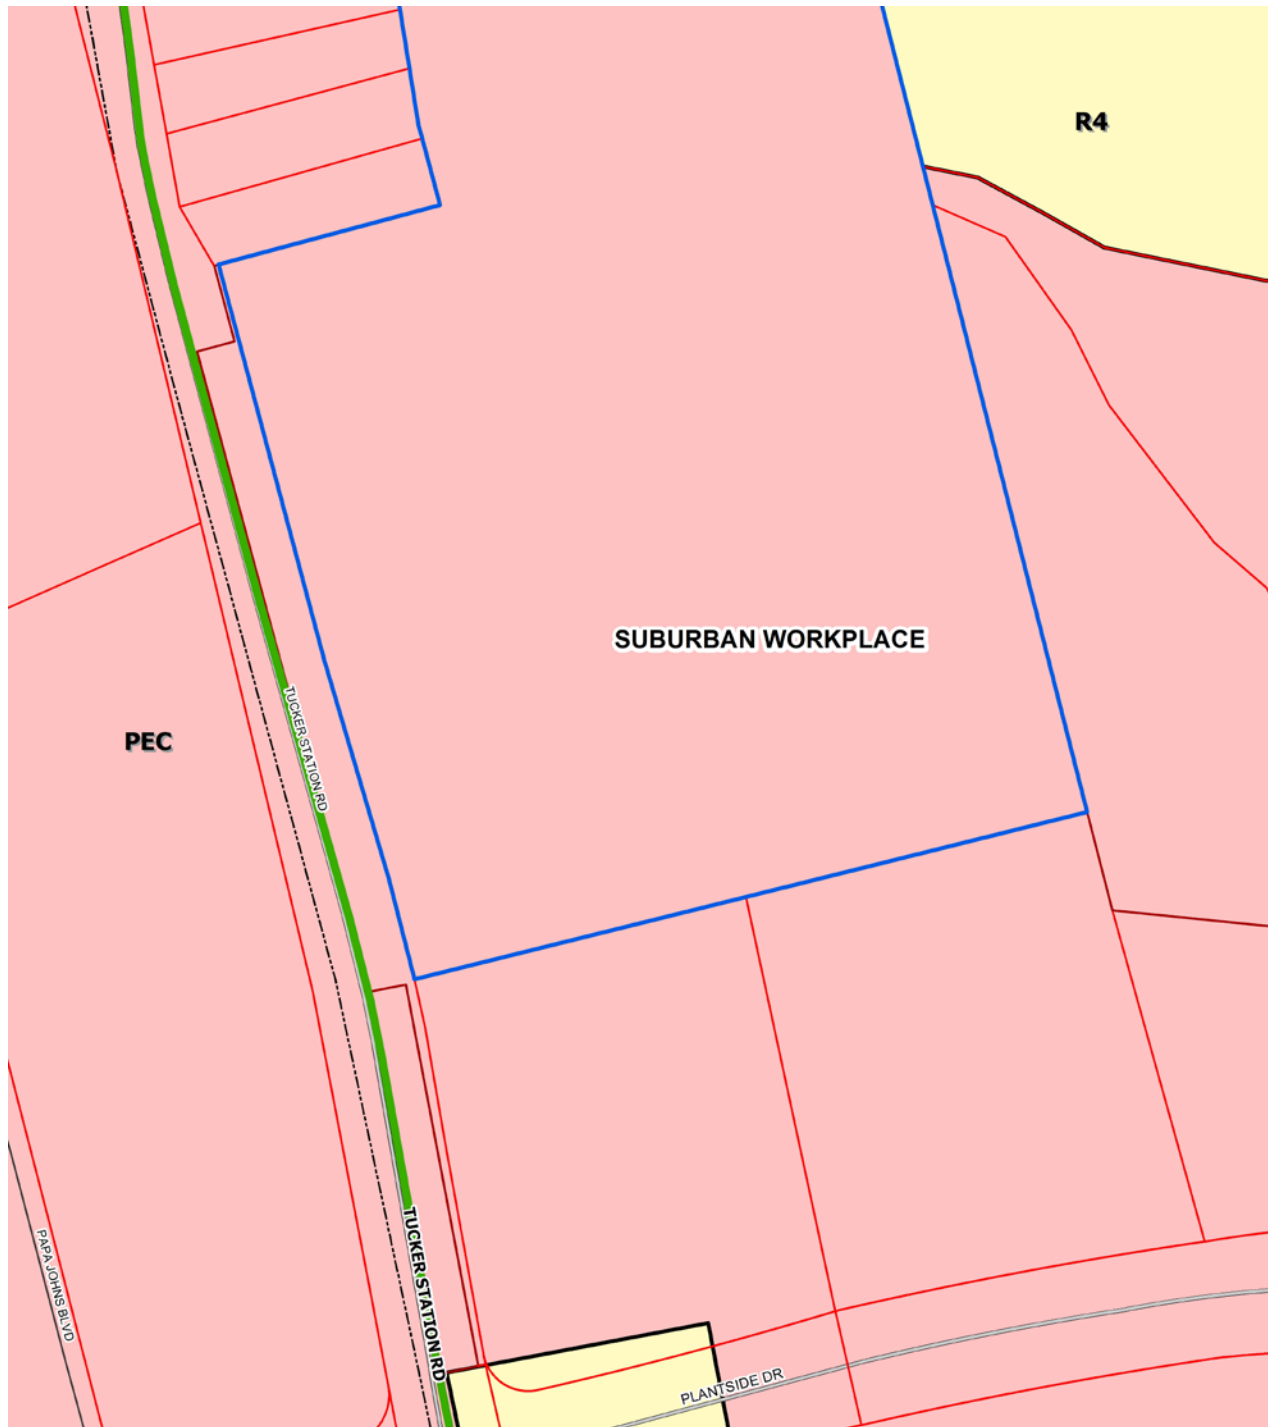 R4
SUBURBAN WORKPLACE
TUCKER STATION RD
PEC
TUCKER STATION RD
PAPA JOHNS BLVD
PLANTSIDE DR